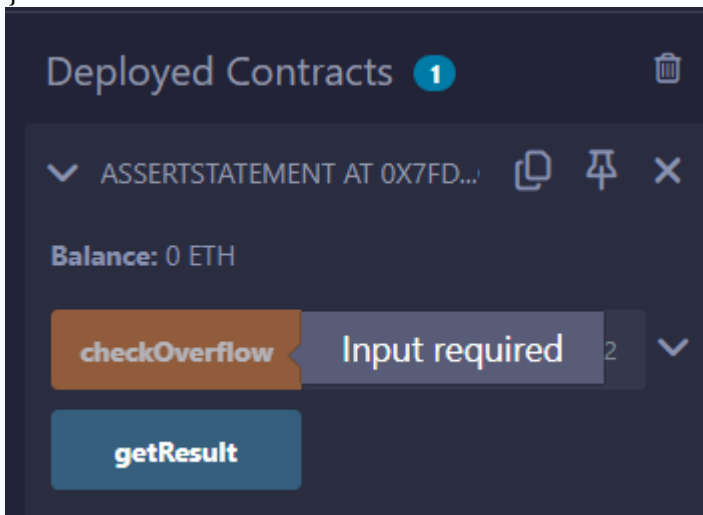 Deployed Contracts 1
ASSERTSTATEMENT AT 0X7FD...
Balance: 0 ETH
checkOverflow Input required 2
getResult